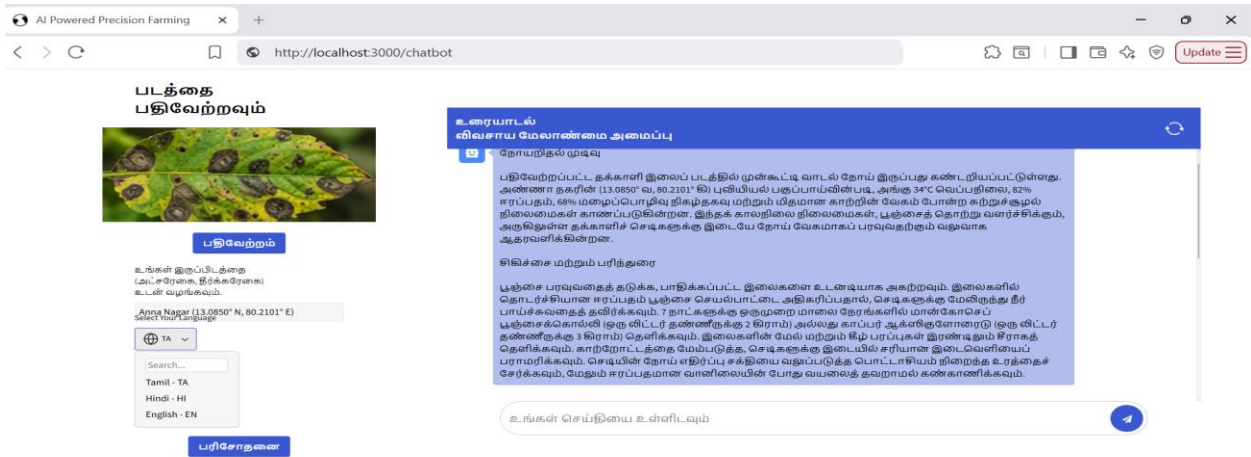 AI Powered Precision Farming
http://localhost:3000/chatbot
Update
படத்தை
பதிவேற்றவும்
பதிவேற்றம்
உங்கள் இருப்பிடத்தை
(அட்சரேகை, தீர்க்கரேகை)
உடன் வழங்கவும்.
Anna Nagar (13.0850° N, 80.2101° E)
Select Your Language
TA
Search...
Tamil - TA
Hindi - HI
English - EN
பரிசோதனை
உரையாடல்
விவசாய மேலாண்மை அமைப்பு
நோயறிதல் முடிவு
பதிவேற்றப்பட்ட தக்காளி இலைப் படத்தில் முன்கூட்டி வாடல் நோய் இருப்பது கண்டறியப்பட்டுள்ளது.
அண்ணா நகரின் (13.0850° வ, 80.2101° கி) புவியியல் பகுப்பாய்வின்படி, அங்கு 34°C வெப்பநிலை, 82%
ஈரப்பதம், 68% மழைப்பொழிவு நிகழ்தகவு மற்றும் மிதமான காற்றின் வேகம் போன்ற சுற்றுச்சூழல்
நிலைமைகள் காணப்படுகின்றன. இந்தக் காலநிலை நிலைமைகள், பூஞ்சைத் தொற்று வளர்ச்சிக்கும்,
அருகிலுள்ள தக்காளிச் செடிகளுக்கு இடையே நோய் வேகமாகப் பரவுவதற்கும் வலுவாக
ஆதரவளிக்கின்றன.
சிகிச்சை மற்றும் பரிந்துரை
பூஞ்சை பரவுவதைத் தடுக்க, பாதிக்கப்பட்ட இலைகளை உடனடியாக அகற்றவும். இலைகளில்
தொடர்ச்சியான ஈரப்பதம் பூஞ்சை செயல்பாட்டை அதிகரிப்பதால், செடிகளுக்கு மேலிருந்து நீர்
பாய்ச்சுவதைத் தவிர்க்கவும். 7 நாட்களுக்கு ஒருமுறை மாலை நேரங்களில் மான்கோசெப்
பூஞ்சைக்கொல்லி (ஒரு லிட்டர் தண்ணீருக்கு 2 கிராம்) அல்லது காப்பர் ஆக்ஸிகுளோரைடு (ஒரு லிட்டர்
தண்ணீருக்கு 3 கிராம்) தெளிக்கவும். இலைகளின் மேல் மற்றும் கீழ் பரப்புகள் இரண்டிலும் சீராகத்
தெளிக்கவும். காற்றோட்டத்தை மேம்படுத்த, செடிகளுக்கு இடையில் சரியான இடைவெளியைப்
பராமரிக்கவும். செடியின் நோய் எதிர்ப்பு சக்தியை வலுப்படுத்த பொட்டாசியம் நிறைந்த உரத்தைச்
சேர்க்கவும், மேலும் ஈரப்பதமான வானிலையின் போது வயலைத் தவறாமல் கண்காணிக்கவும்.
உங்கள் செய்தியை உள்ளிடவும்